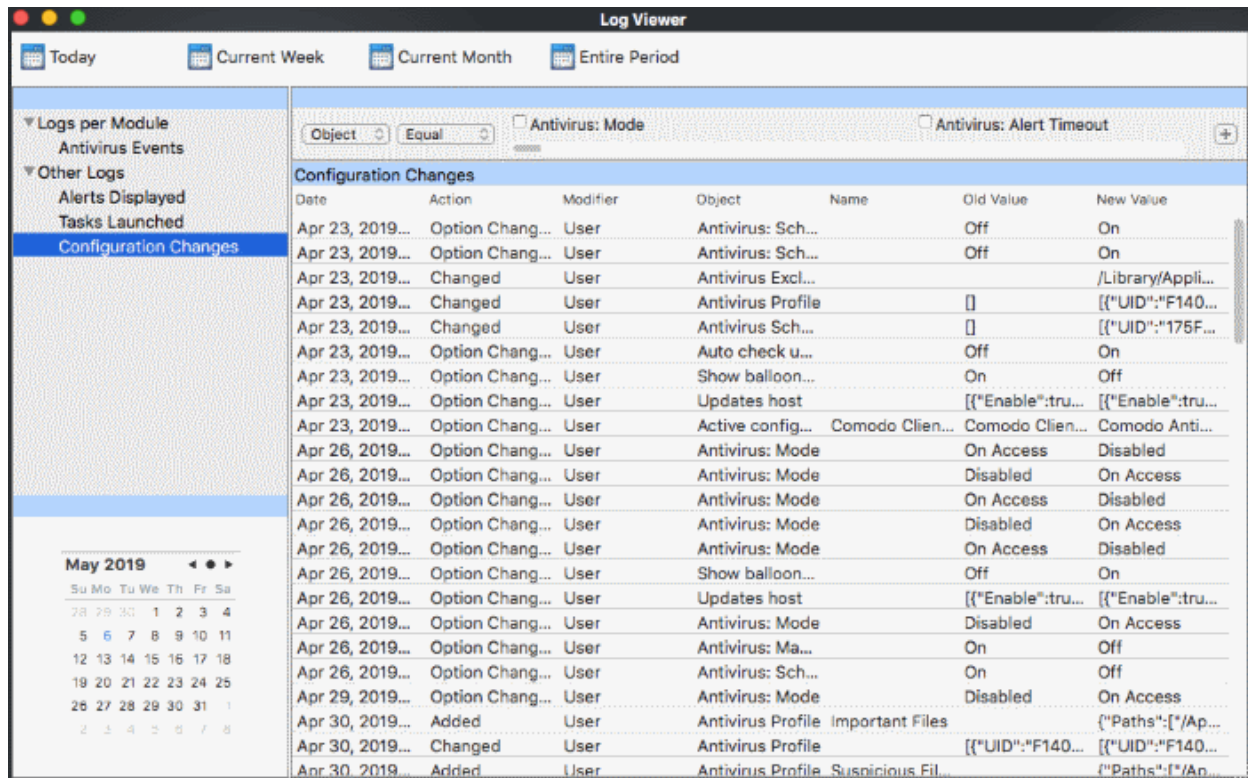 Log Viewer
Today Current Week Current Month Entire Period
Logs per Module
Antivirus Events
Other Logs
Alerts Displayed
Tasks Launched
Configuration Changes
Object Equal Antivirus: Mode Antivirus: Alert Timeout +
Configuration Changes
Date Action Modifier Object Name Old Value New Value
Apr 23, 2019... Option Chang... User Antivirus: Sch... Off On
Apr 23, 2019... Option Chang... User Antivirus: Sch... Off On
Apr 23, 2019... Changed User Antivirus Excl... /Library/Appli...
Apr 23, 2019... Changed User Antivirus Profile [] [{"UID":"F140...
Apr 23, 2019... Changed User Antivirus Sch... [] [{"UID":"175F...
Apr 23, 2019... Option Chang... User Auto check u... Off On
Apr 23, 2019... Option Chang... User Show balloon... On Off
Apr 23, 2019... Option Chang... User Updates host [{"Enable":tru... [{"Enable":tru...
Apr 23, 2019... Option Chang... User Active config... Comodo Clien... Comodo Clien... Comodo Anti...
Apr 26, 2019... Option Chang... User Antivirus: Mode On Access Disabled
Apr 26, 2019... Option Chang... User Antivirus: Mode Disabled On Access
Apr 26, 2019... Option Chang... User Antivirus: Mode On Access Disabled
Apr 26, 2019... Option Chang... User Antivirus: Mode Disabled On Access
Apr 26, 2019... Option Chang... User Antivirus: Mode On Access Disabled
Apr 26, 2019... Option Chang... User Show balloon... Off On
Apr 26, 2019... Option Chang... User Updates host [{"Enable":tru... [{"Enable":tru...
Apr 26, 2019... Option Chang... User Antivirus: Mode Disabled On Access
Apr 26, 2019... Option Chang... User Antivirus: Ma... On Off
Apr 26, 2019... Option Chang... User Antivirus: Sch... On Off
Apr 29, 2019... Option Chang... User Antivirus: Mode Disabled On Access
Apr 30, 2019... Added User Antivirus Profile Important Files {"Paths":["/Ap...
Apr 30, 2019... Changed User Antivirus Profile [{"UID":"F140... [{"UID":"F140...
Apr 30, 2019... Added User Antivirus Profile Suspicious Fil... {"Paths":["/Ap...
May 2019
Su Mo Tu We Th Fr Sa
28 29 30 1 2 3 4
5 6 7 8 9 10 11
12 13 14 15 16 17 18
19 20 21 22 23 24 25
26 27 28 29 30 31 1
2 3 4 5 6 7 8